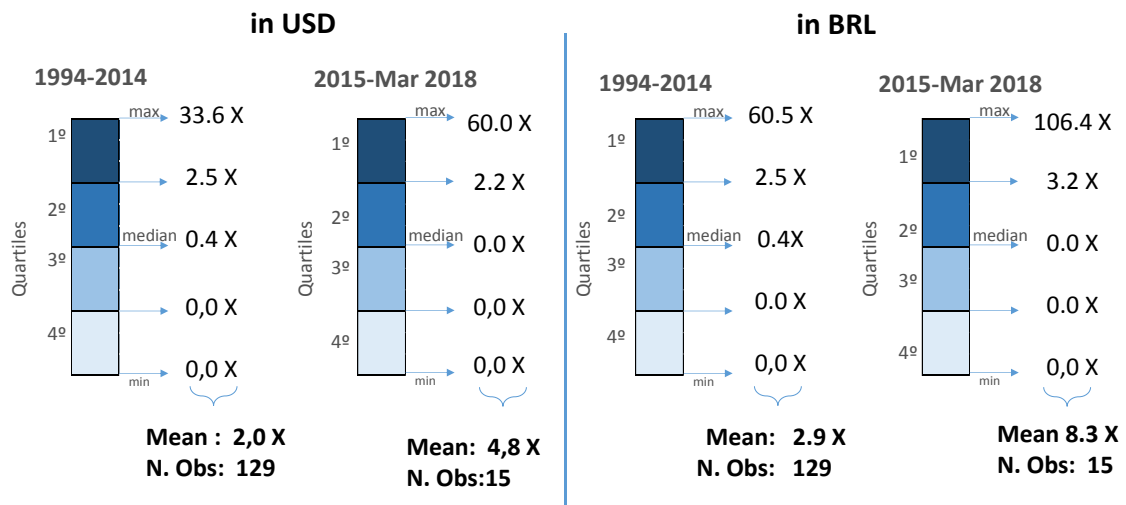 in USD
1994-2014
Quartiles
1º
2º
3º
4º
max
median
min
33.6 X
2.5 X
0.4 X
0,0 X
0,0 X
Mean : 2,0 X
N. Obs: 129
2015-Mar 2018
Quartiles
1º
2º
3º
4º
max
median
min
60.0 X
2.2 X
0.0 X
0,0 X
0,0 X
Mean: 4,8 X
N. Obs:15
in BRL
1994-2014
Quartiles
1º
2º
3º
4º
max
median
min
60.5 X
2.5 X
0.4X
0.0 X
0,0 X
Mean: 2.9 X
N. Obs: 129
2015-Mar 2018
Quartiles
1º
2º
3º
4º
max
median
min
106.4 X
3.2 X
0.0 X
0.0 X
0,0 X
Mean 8.3 X
N. Obs: 15